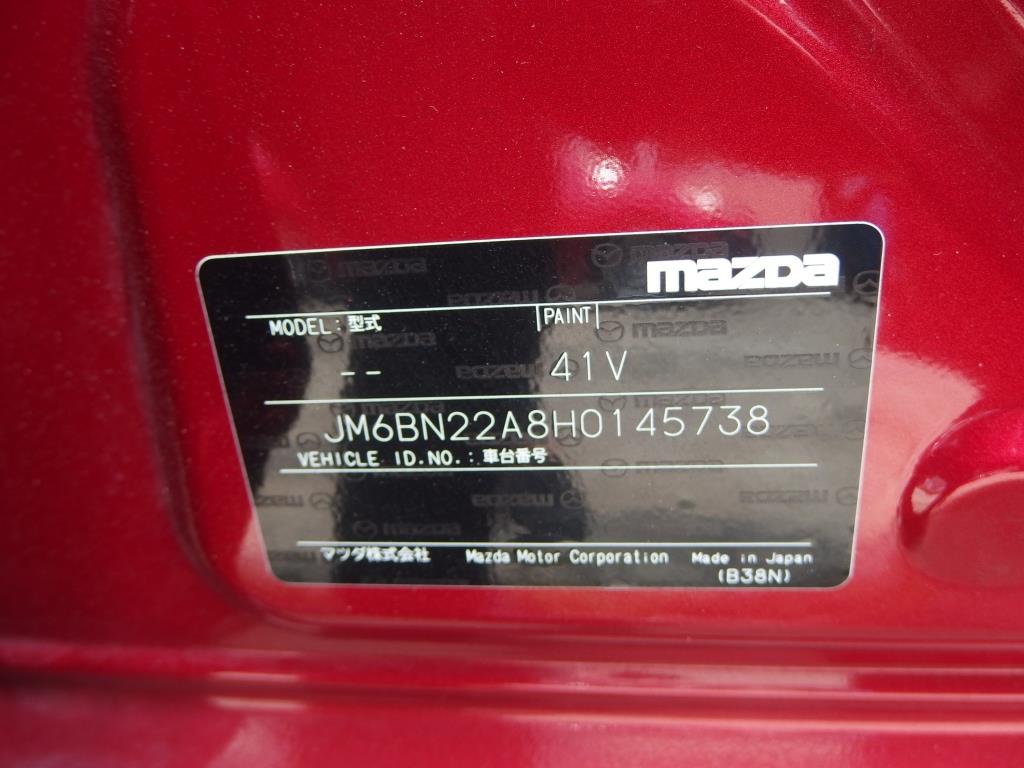 mazda
MODEL: 型式 PAINT
-- 41V
JM6BN22A8H0145738
VEHICLE ID.NO.: 車台番号
マツダ株式会社 Mazda Motor Corporation Made in Japan
(B38N)